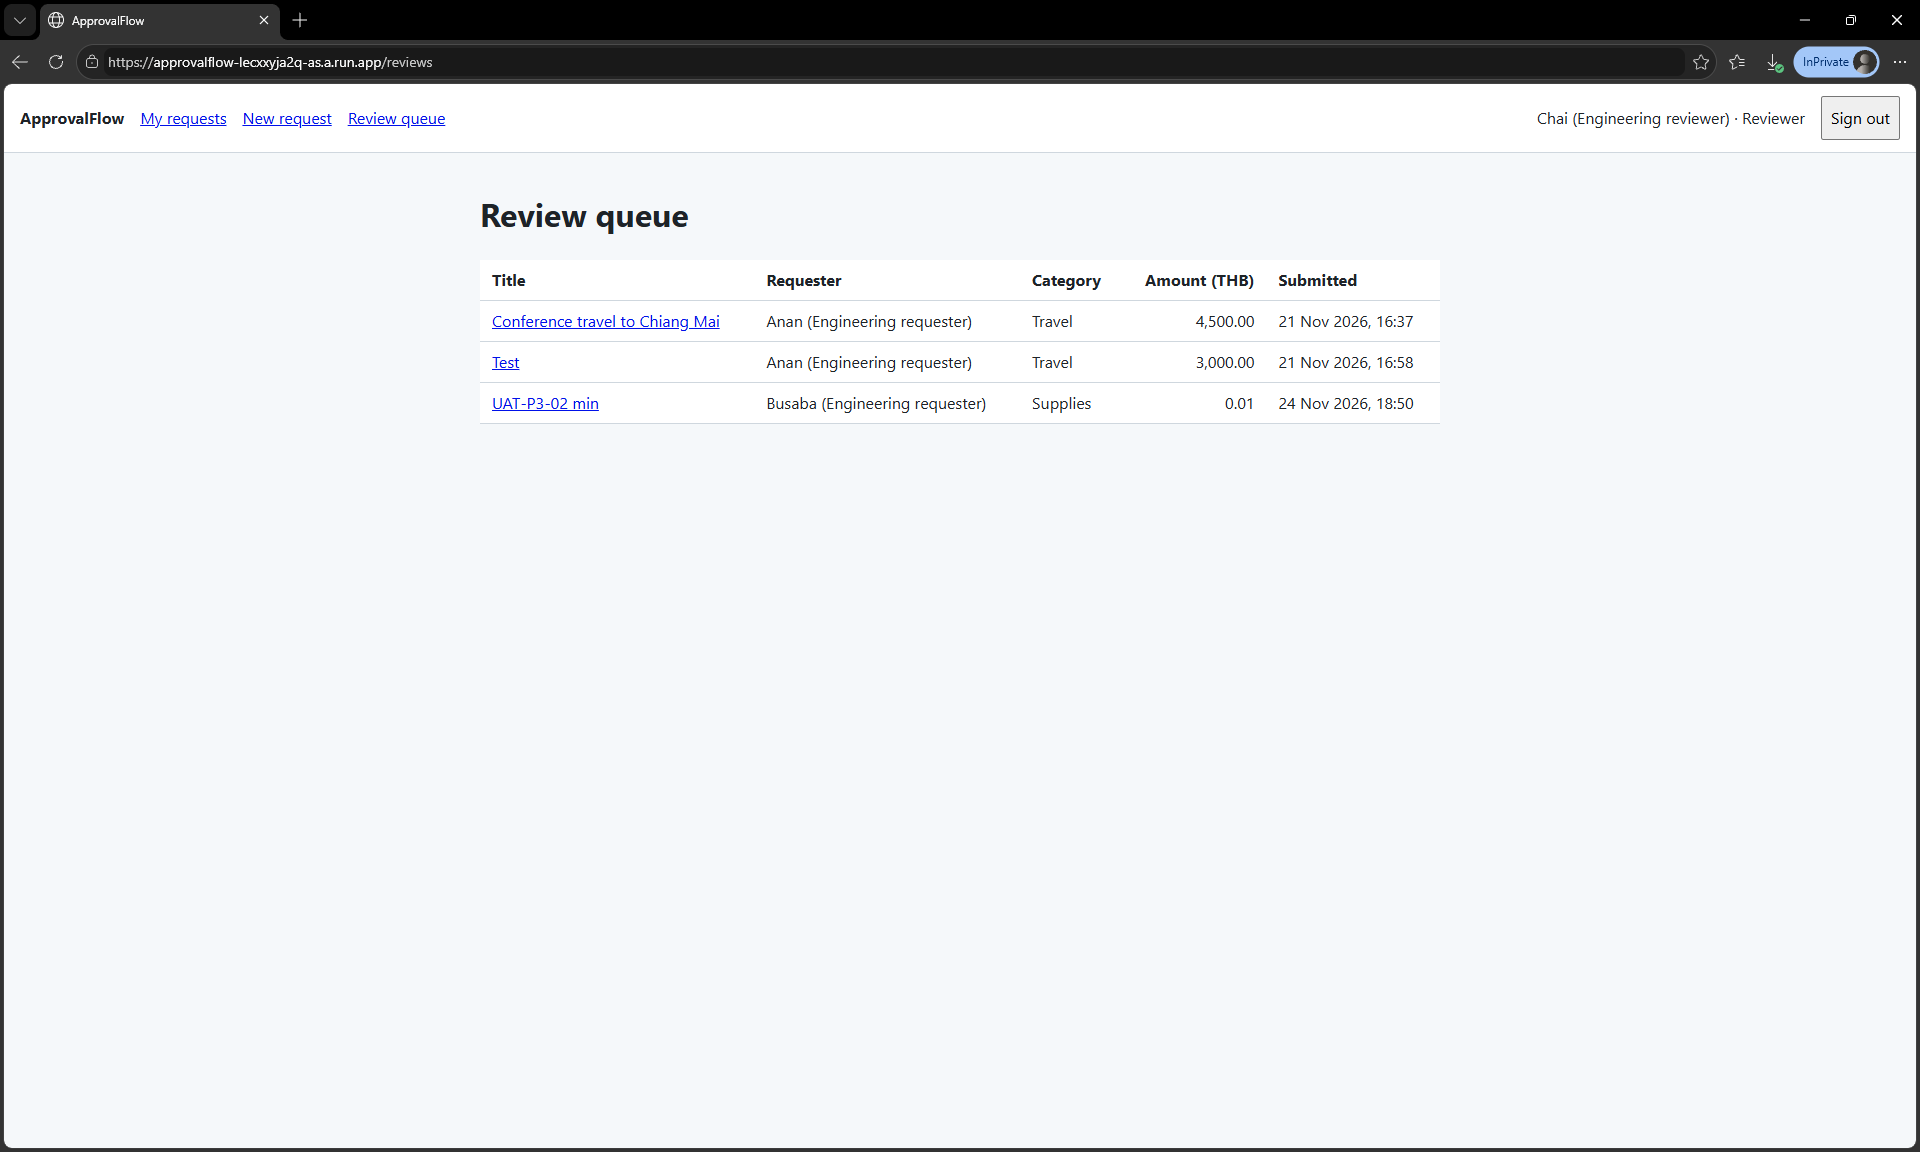 ApprovalFlow
https://approvalflow-lecxxyja2q-as.a.run.app/reviews
InPrivate
ApprovalFlow My requests New request Review queue Chai (Engineering reviewer) · Reviewer Sign out
Review queue
Title Requester Category Amount (THB) Submitted
Conference travel to Chiang Mai Anan (Engineering requester) Travel 4,500.00 21 Nov 2026, 16:37
Test Anan (Engineering requester) Travel 3,000.00 21 Nov 2026, 16:58
UAT-P3-02 min Busaba (Engineering requester) Supplies 0.01 24 Nov 2026, 18:50